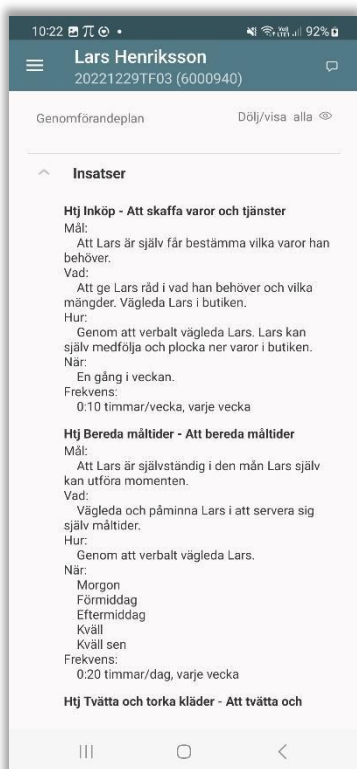 10:22
92%
Lars Henriksson
20221229TF03 (6000940)
Genomförandeplan Dölj/visa alla
Insatser
Htj Inköp - Att skaffa varor och tjänster
Mål:
Att Lars är själv får bestämma vilka varor han
behöver.
Vad:
Att ge Lars råd i vad han behöver och vilka
mängder. Vägleda Lars i butiken.
Hur:
Genom att verbalt vägleda Lars. Lars kan
själv medfölja och plocka ner varor i butiken.
När:
En gång i veckan.
Frekvens:
0:10 timmar/vecka, varje vecka
Htj Bereda måltider - Att bereda måltider
Mål:
Att Lars är självständig i den mån Lars själv
kan utföra momenten.
Vad:
Vägleda och påminna Lars i att servera sig
själv måltider.
Hur:
Genom att verbalt vägleda Lars.
När:
Morgon
Förmiddag
Eftermiddag
Kväll
Kväll sen
Frekvens:
0:20 timmar/dag, varje vecka
Htj Tvätta och torka kläder - Att tvätta och